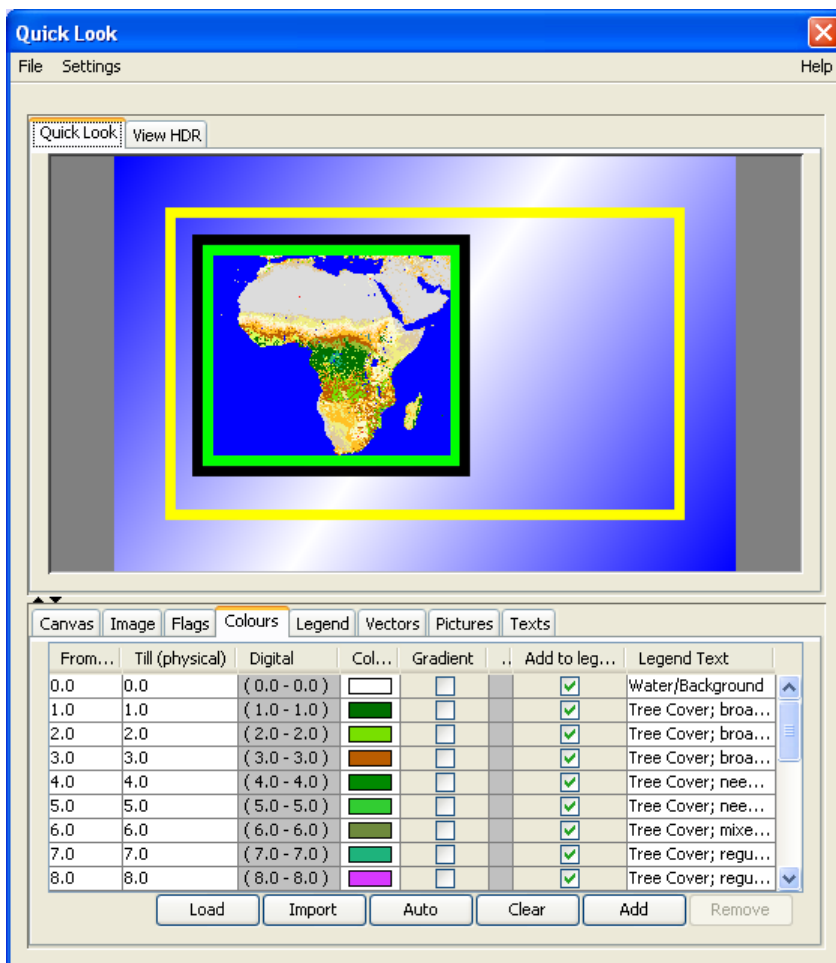 Quick Look
File Settings Help
Quick Look View HDR
Canvas Image Flags Colours Legend Vectors Pictures Texts
From... Till (physical) Digital Col... Gradient .. Add to leg... Legend Text
0.0 0.0 ( 0.0 - 0.0 ) Water/Background
1.0 1.0 ( 1.0 - 1.0 ) Tree Cover; broa...
2.0 2.0 ( 2.0 - 2.0 ) Tree Cover; broa...
3.0 3.0 ( 3.0 - 3.0 ) Tree Cover; broa...
4.0 4.0 ( 4.0 - 4.0 ) Tree Cover; nee...
5.0 5.0 ( 5.0 - 5.0 ) Tree Cover; nee...
6.0 6.0 ( 6.0 - 6.0 ) Tree Cover; mixe...
7.0 7.0 ( 7.0 - 7.0 ) Tree Cover; regu...
8.0 8.0 ( 8.0 - 8.0 ) Tree Cover; regu...
Load Import Auto Clear Add Remove